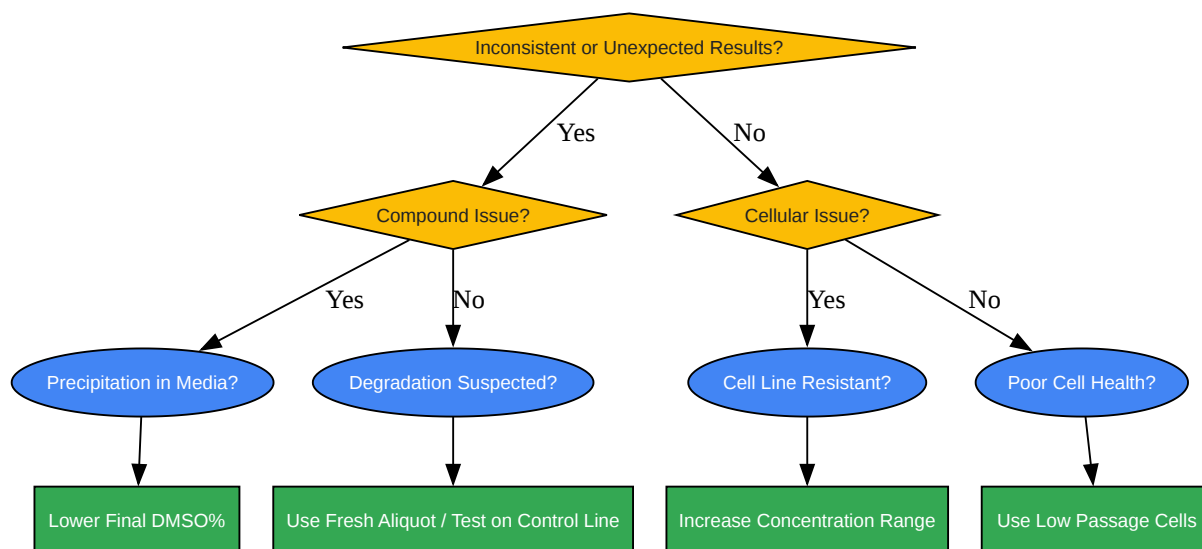 Inconsistent or Unexpected Results?
Yes
No
Compound Issue?
Cellular Issue?
Yes
No
Yes
No
Precipitation in Media?
Degradation Suspected?
Cell Line Resistant?
Poor Cell Health?
Lower Final DMSO%
Use Fresh Aliquot / Test on Control Line
Increase Concentration Range
Use Low Passage Cells